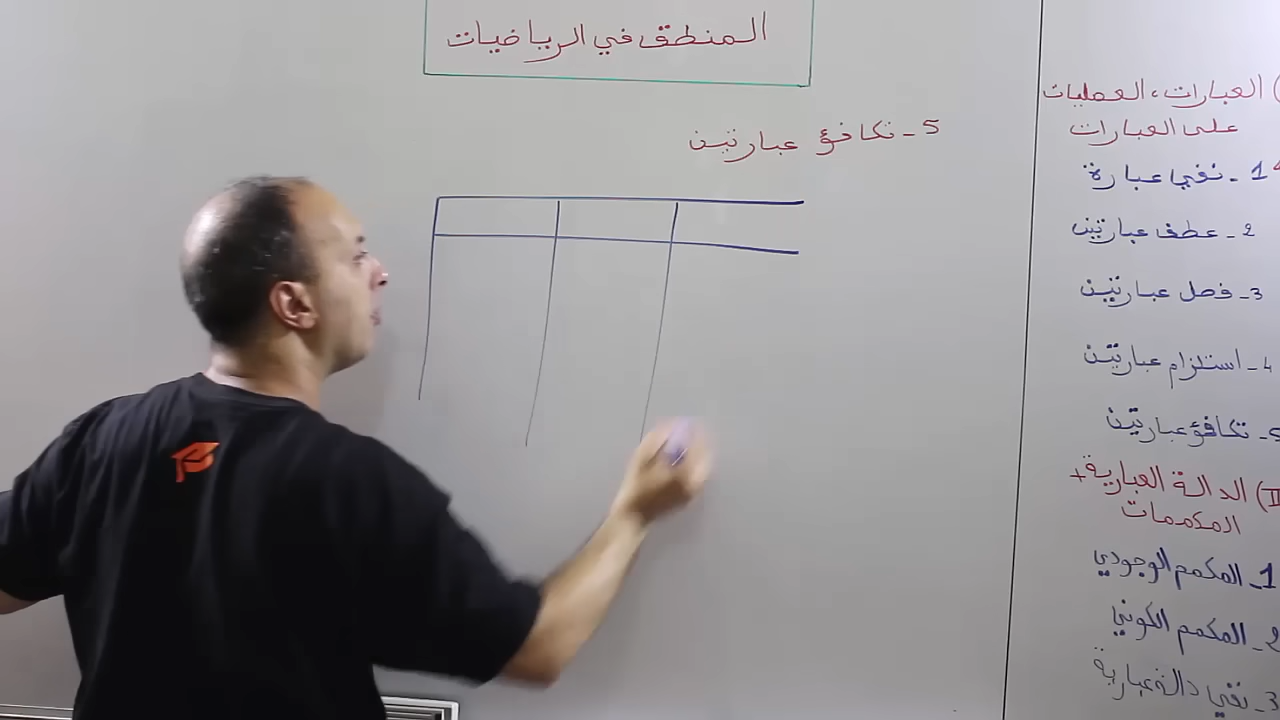 المنطق في الرياضيات
5 - تكافؤ عبارتين
) العبارات، العمليات
على العبارات
1 - نفي عبارة
2 - عطف عبارتين
3 - فصل عبارتين
4 - استلزام عبارتين
5 - تكافؤ عبارتين
II) الدالة العبارية +
المكممات
1 - المكمم الوجودي
2 - المكمم الكوني
3 - نفي دالة عبارية